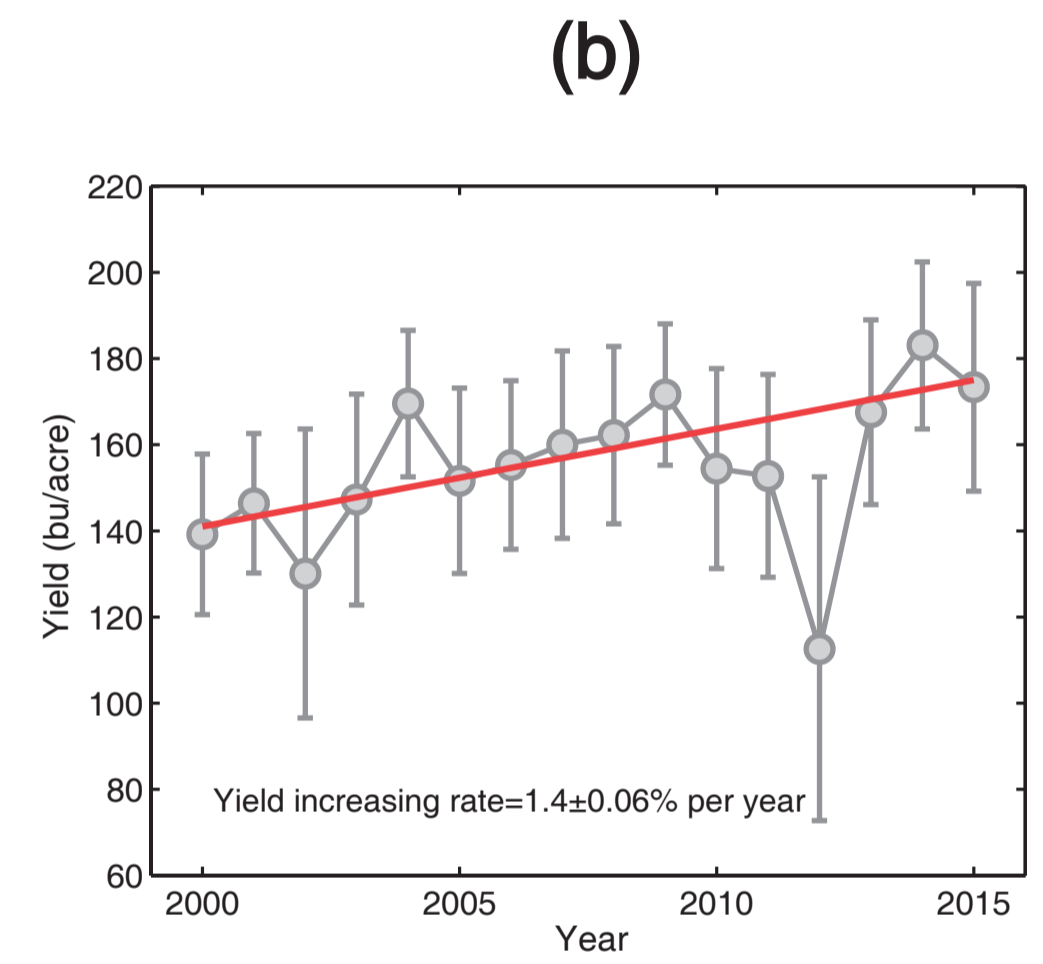 (b)
220
200
180
160
140
120
100
80
60
Yield (bu/acre)
Yield increasing rate=1.4±0.06% per year
2000 2005 2010 2015
Year